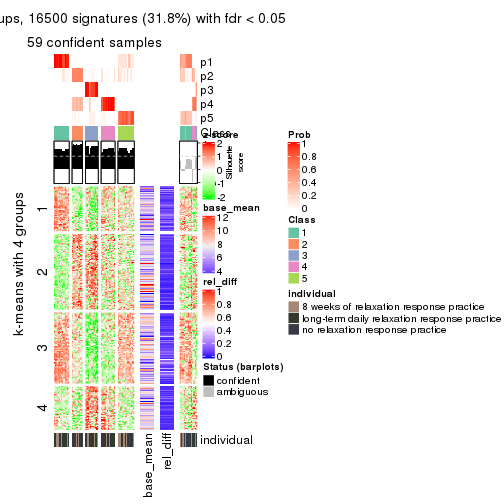 ups, 16500 signatures (31.8%) with fdr < 0.05
59 confident samples
p1
p2
p3
p4
p5
Class
Silhouette
score
z-score
2
1
0
-1
-2
base_mean
12
10
8
6
4
rel_diff
1
0.8
0.6
0.4
0.2
0
Status (barplots)
confident
ambiguous
Prob
1
0.8
0.6
0.4
0.2
0
Class
1
2
3
4
5
individual
8 weeks of relaxation response practice
long-term daily relaxation response practice
no relaxation response practice
k-means with 4 groups
1
2
3
4
individual
base_mean
rel_diff